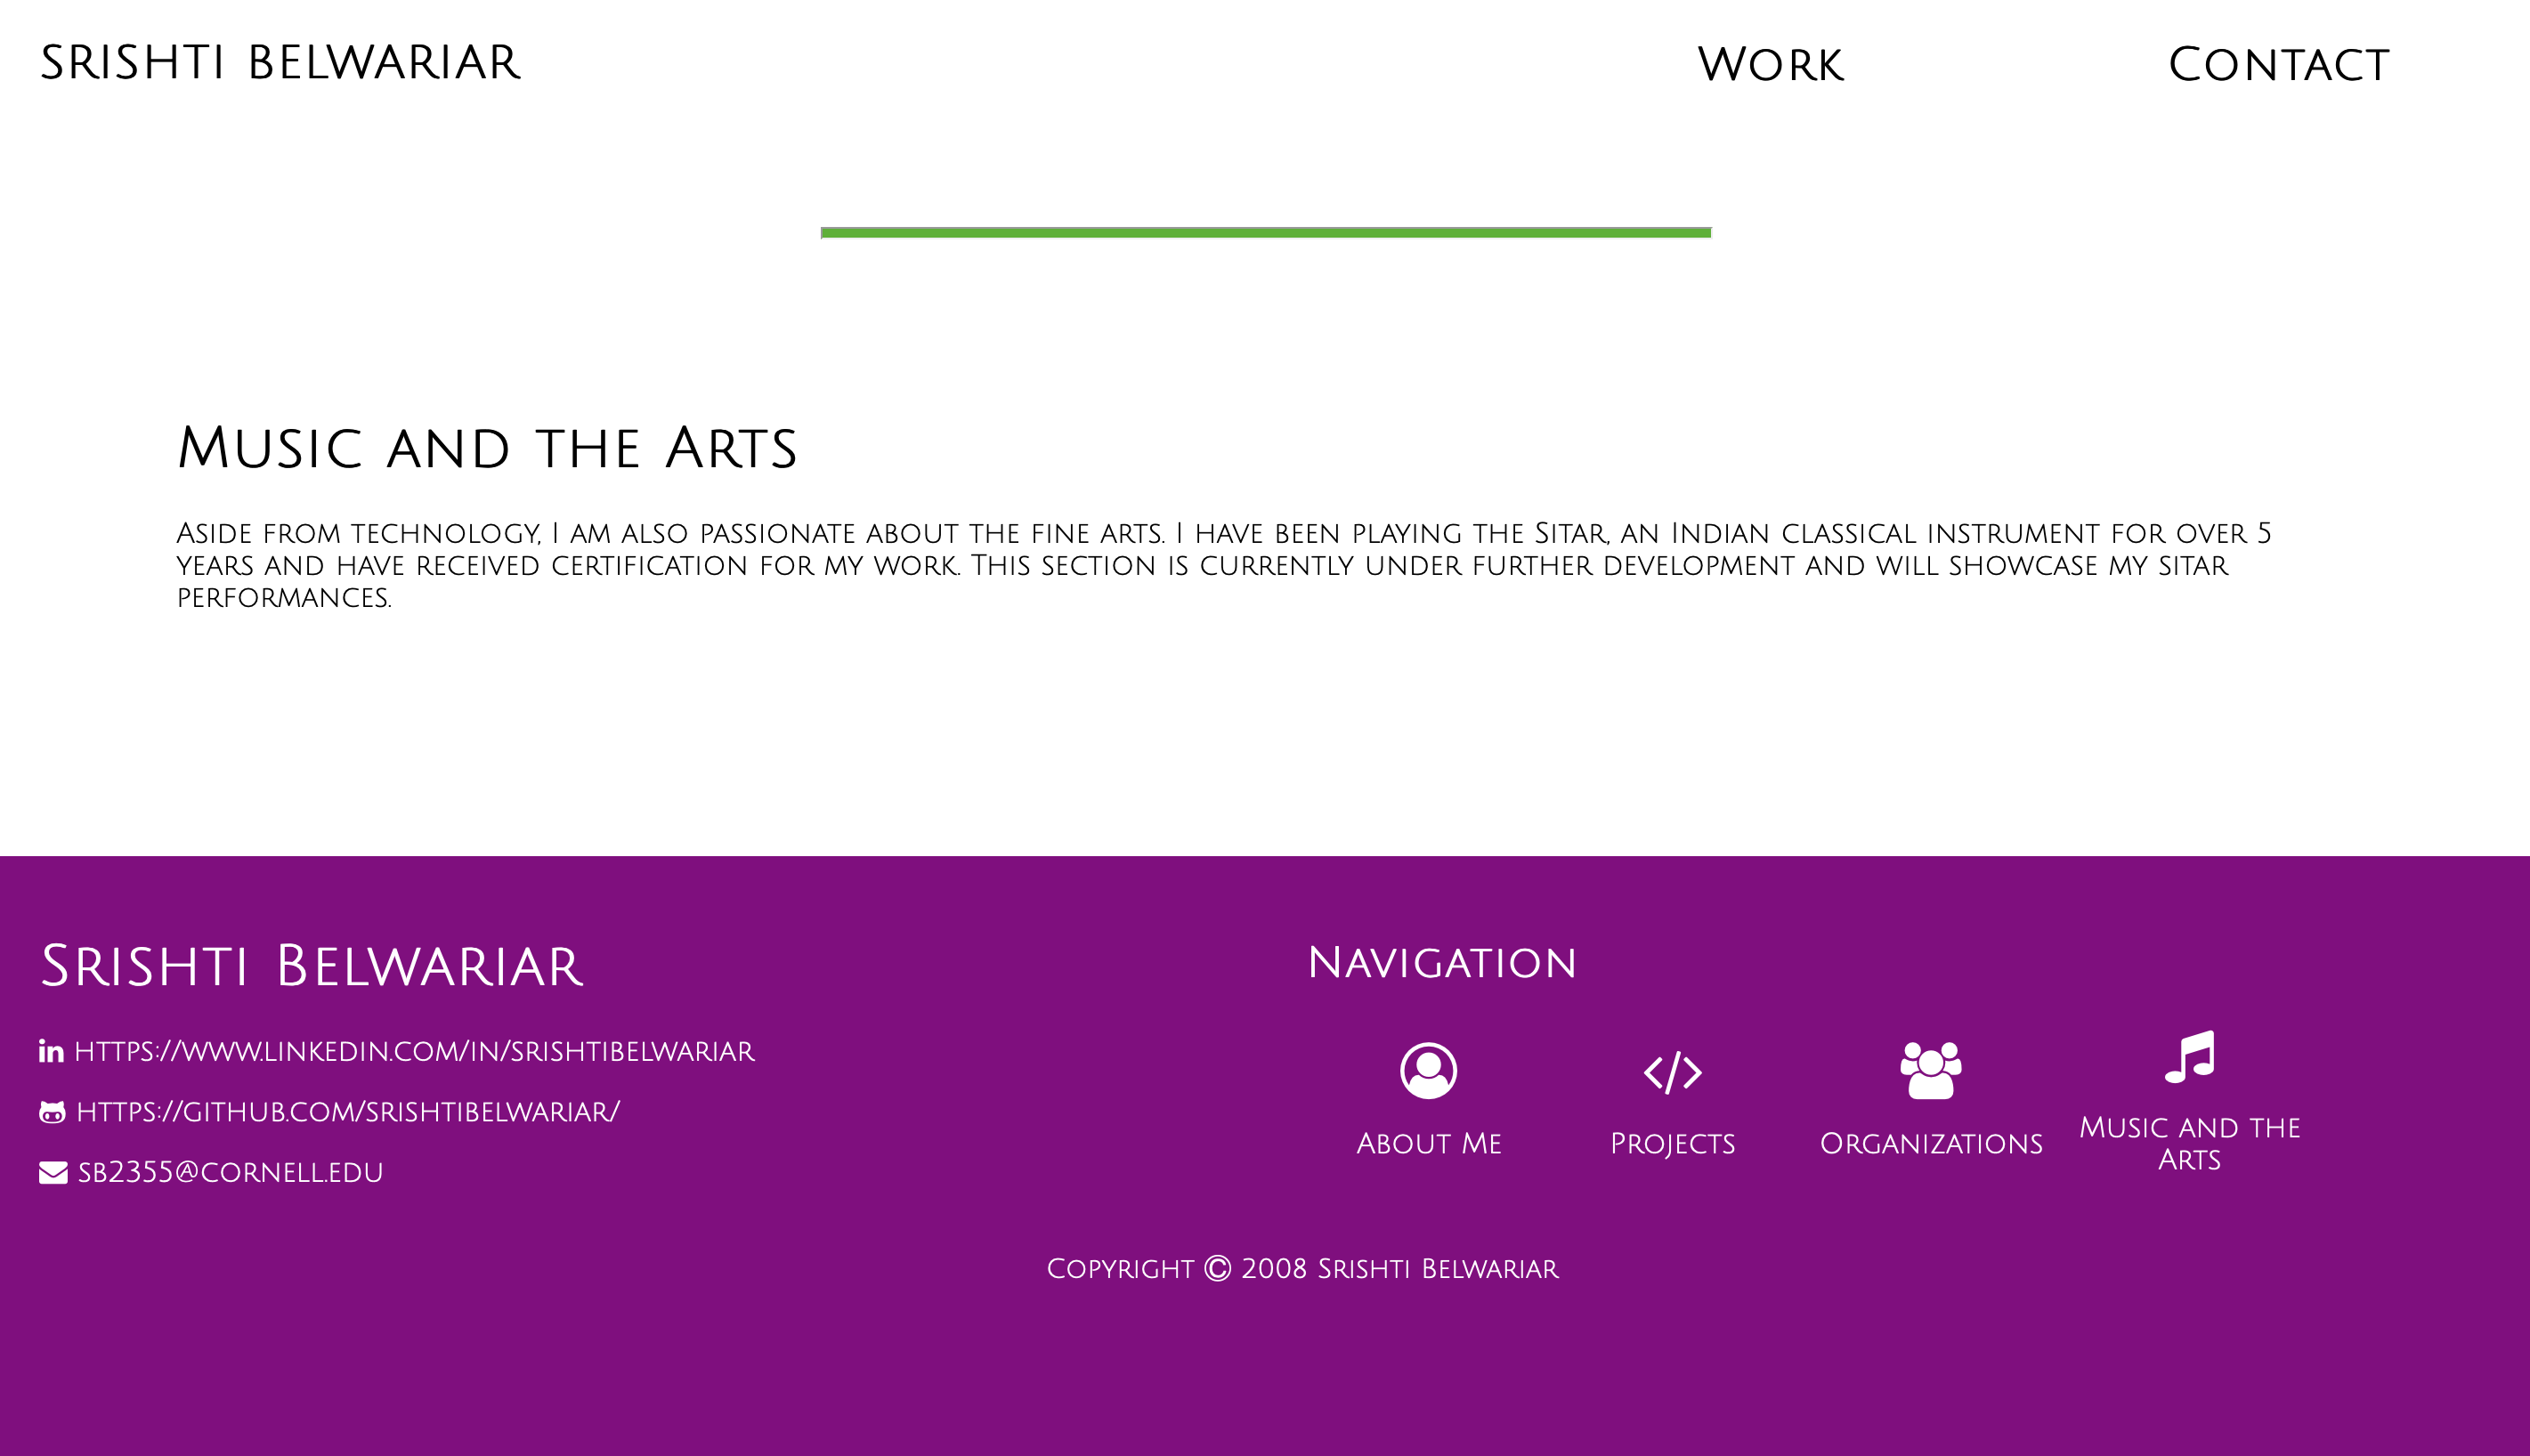 SRISHTI BELWARIAR
Work
Contact
Music and the Arts
Aside from technology, I am also passionate about the fine arts. I have been playing the Sitar, an Indian classical instrument for over 5
years and have received certification for my work. This section is currently under further development and will showcase my sitar
performances.
Srishti Belwariar
Navigation
https://www.linkedin.com/in/srishtibelwariar
https://github.com/srishtibelwariar/
sb2355@cornell.edu
About Me
Projects
Organizations
Music and the
Arts
Copyright © 2008 Srishti Belwariar